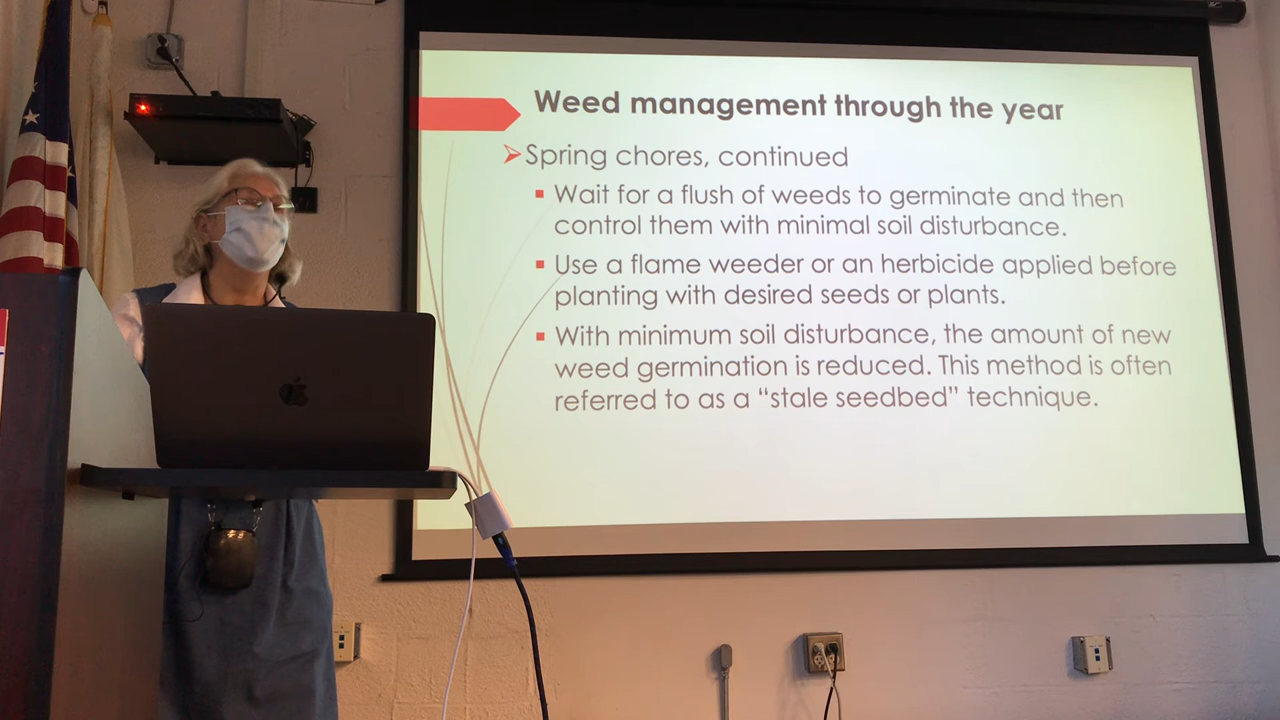 Weed management through the year
Spring chores, continued
Wait for a flush of weeds to germinate and then
control them with minimal soil disturbance.
Use a flame weeder or an herbicide applied before
planting with desired seeds or plants.
With minimum soil disturbance, the amount of new
weed germination is reduced. This method is often
referred to as a “stale seedbed” technique.